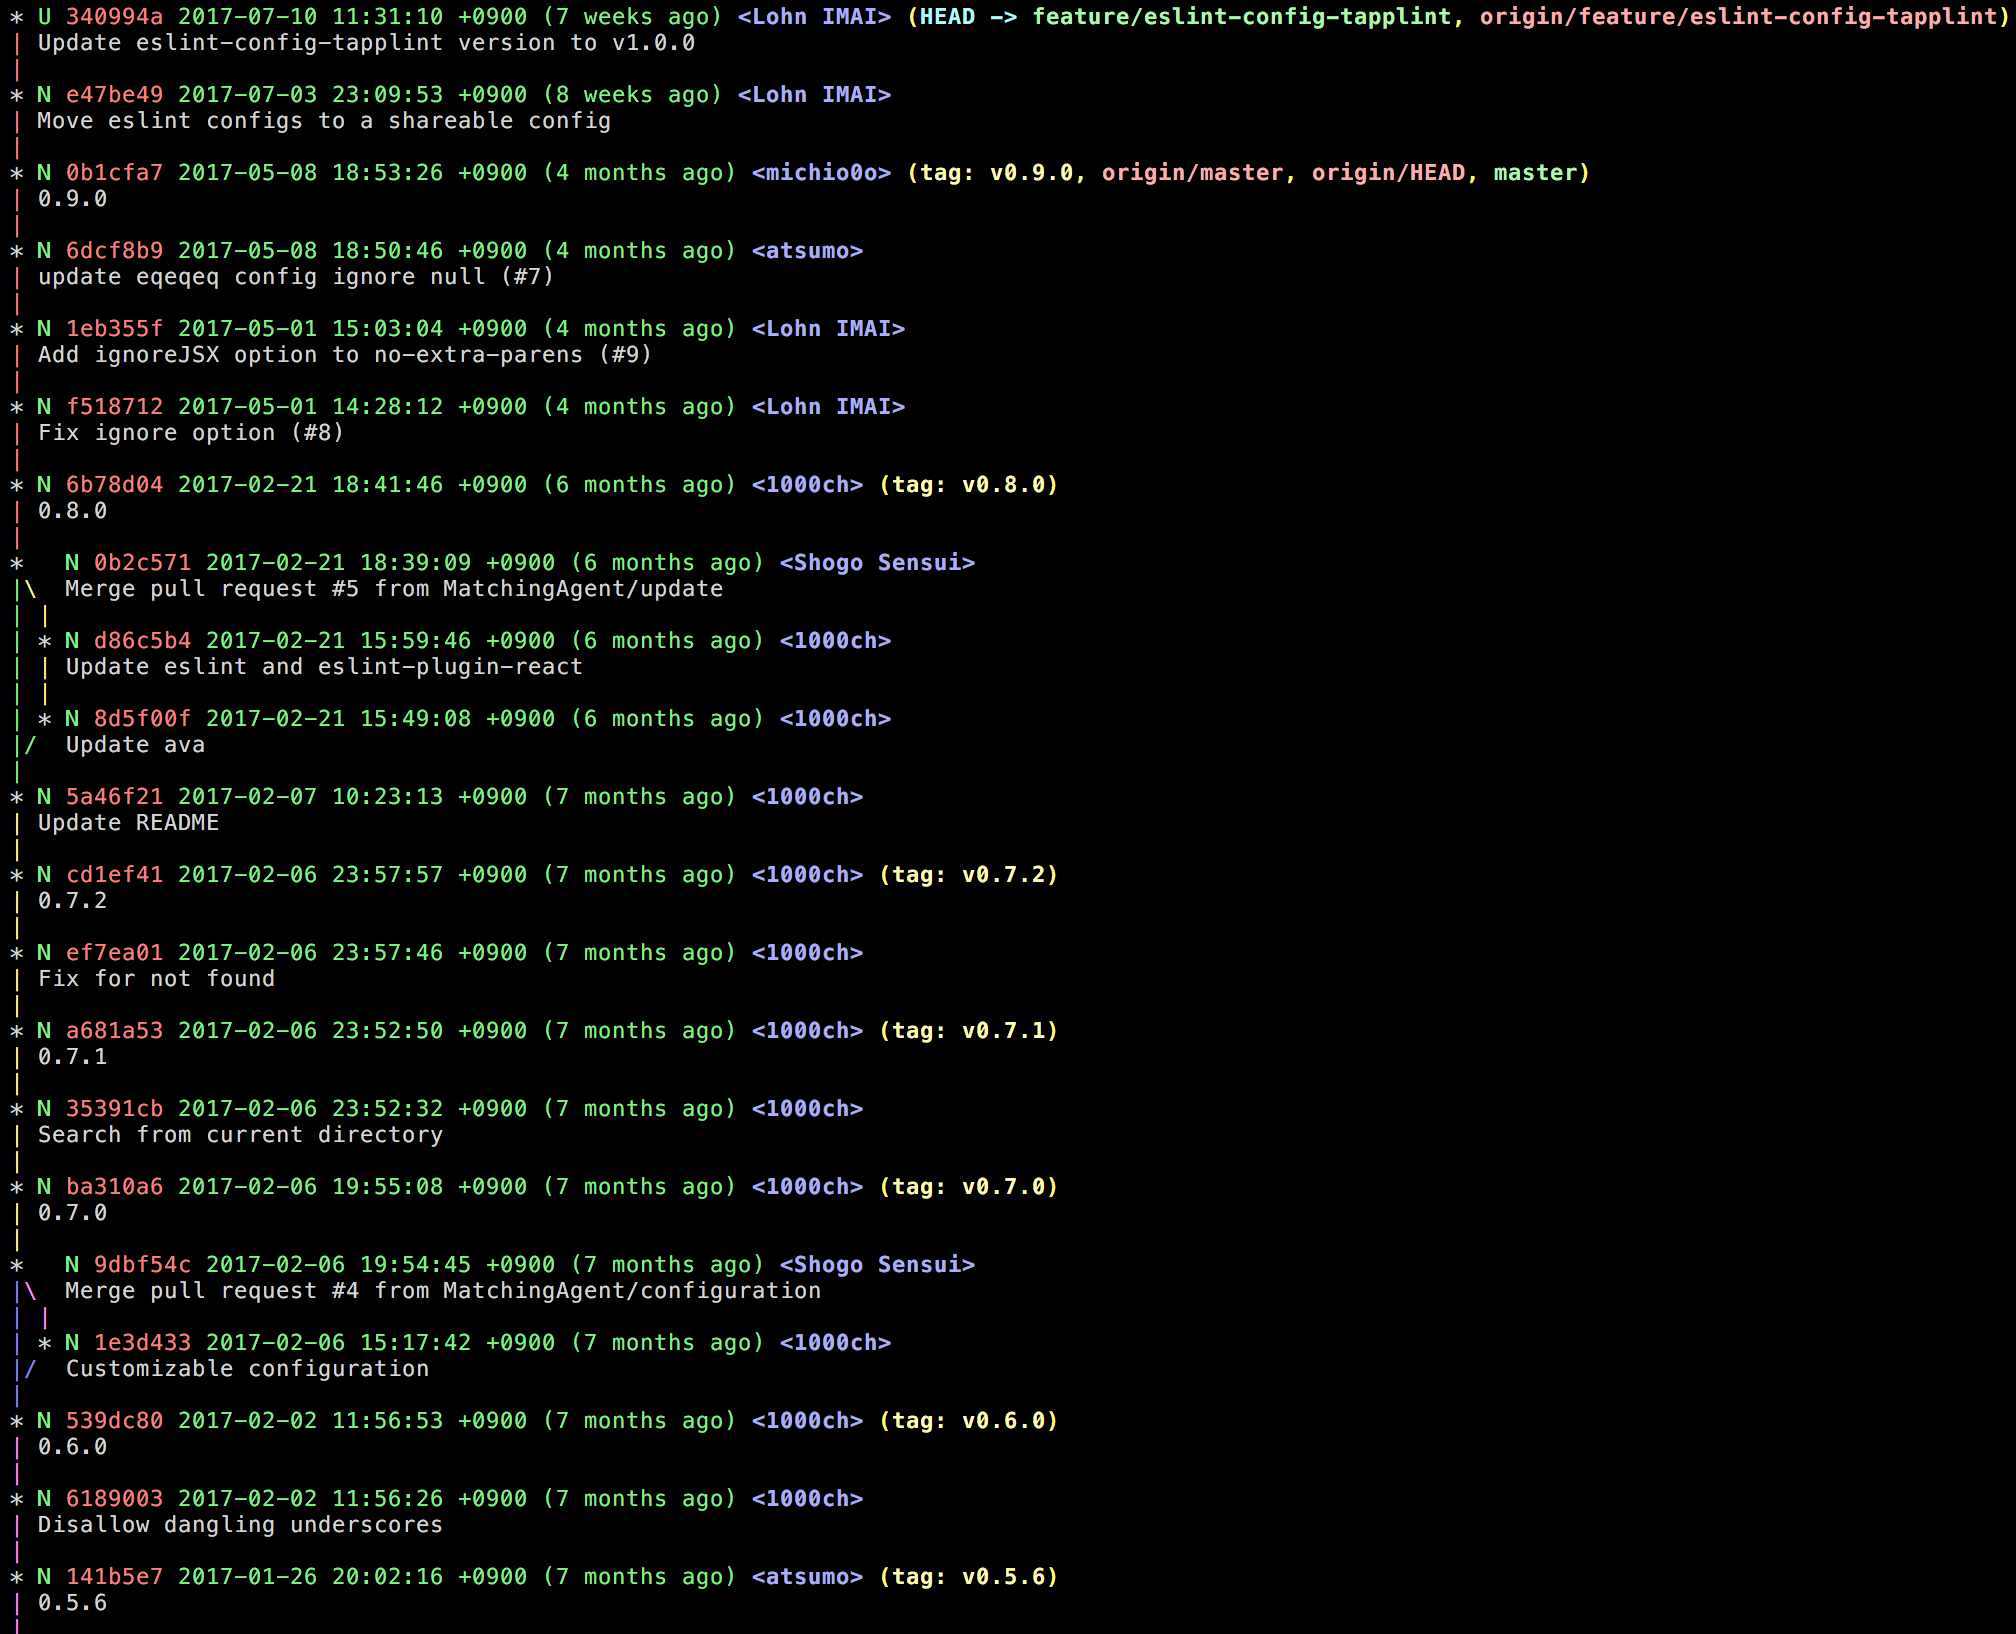 * U 340994a 2017-07-10 11:31:10 +0900 (7 weeks ago) <Lohn IMAI> (HEAD -> feature/eslint-config-tapplint, origin/feature/eslint-config-tapplint)
| Update eslint-config-tapplint version to v1.0.0
|
* N e47be49 2017-07-03 23:09:53 +0900 (8 weeks ago) <Lohn IMAI>
| Move eslint configs to a shareable config
|
* N 0b1cfa7 2017-05-08 18:53:26 +0900 (4 months ago) <michio0o> (tag: v0.9.0, origin/master, origin/HEAD, master)
| 0.9.0
|
* N 6dcf8b9 2017-05-08 18:50:46 +0900 (4 months ago) <atsumo>
| update eqeqeq config ignore null (#7)
|
* N 1eb355f 2017-05-01 15:03:04 +0900 (4 months ago) <Lohn IMAI>
| Add ignoreJSX option to no-extra-parens (#9)
|
* N f518712 2017-05-01 14:28:12 +0900 (4 months ago) <Lohn IMAI>
| Fix ignore option (#8)
|
* N 6b78d04 2017-02-21 18:41:46 +0900 (6 months ago) <1000ch> (tag: v0.8.0)
| 0.8.0
|
*   N 0b2c571 2017-02-21 18:39:09 +0900 (6 months ago) <Shogo Sensui>
|\  Merge pull request #5 from MatchingAgent/update
| |
| * N d86c5b4 2017-02-21 15:59:46 +0900 (6 months ago) <1000ch>
| | Update eslint and eslint-plugin-react
| |
| * N 8d5f00f 2017-02-21 15:49:08 +0900 (6 months ago) <1000ch>
|/  Update ava
|
* N 5a46f21 2017-02-07 10:23:13 +0900 (7 months ago) <1000ch>
| Update README
|
* N cd1ef41 2017-02-06 23:57:57 +0900 (7 months ago) <1000ch> (tag: v0.7.2)
| 0.7.2
|
* N ef7ea01 2017-02-06 23:57:46 +0900 (7 months ago) <1000ch>
| Fix for not found
|
* N a681a53 2017-02-06 23:52:50 +0900 (7 months ago) <1000ch> (tag: v0.7.1)
| 0.7.1
|
* N 35391cb 2017-02-06 23:52:32 +0900 (7 months ago) <1000ch>
| Search from current directory
|
* N ba310a6 2017-02-06 19:55:08 +0900 (7 months ago) <1000ch> (tag: v0.7.0)
| 0.7.0
|
*   N 9dbf54c 2017-02-06 19:54:45 +0900 (7 months ago) <Shogo Sensui>
|\  Merge pull request #4 from MatchingAgent/configuration
| |
| * N 1e3d433 2017-02-06 15:17:42 +0900 (7 months ago) <1000ch>
|/  Customizable configuration
|
* N 539dc80 2017-02-02 11:56:53 +0900 (7 months ago) <1000ch> (tag: v0.6.0)
| 0.6.0
|
* N 6189003 2017-02-02 11:56:26 +0900 (7 months ago) <1000ch>
| Disallow dangling underscores
|
* N 141b5e7 2017-01-26 20:02:16 +0900 (7 months ago) <atsumo> (tag: v0.5.6)
| 0.5.6
|